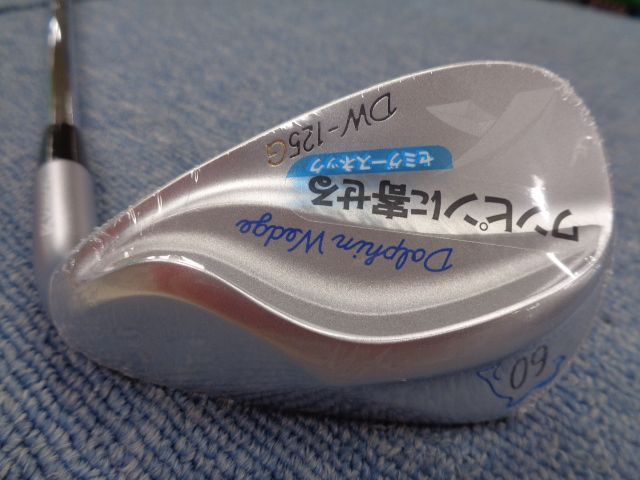 DW-125G
セミグースネック
ワンピンに寄せる
Dolphin Wedge
60